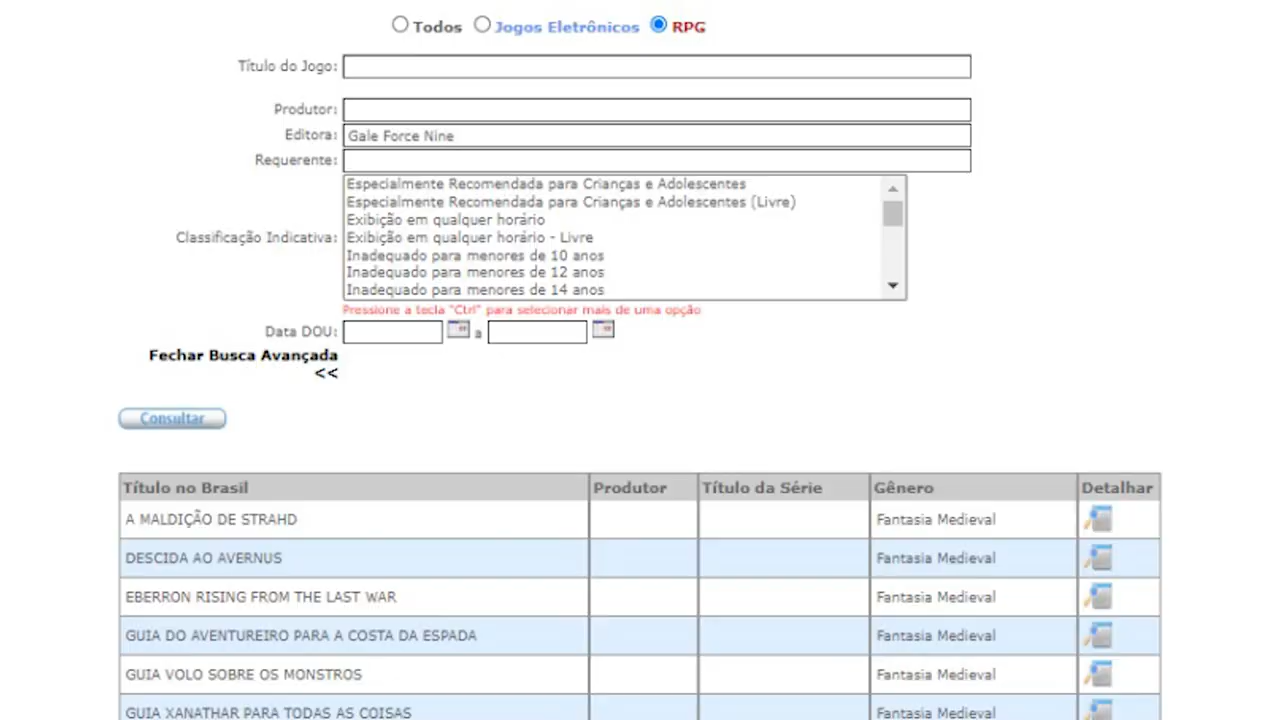 Todos Jogos Eletrônicos RPG
Título do Jogo:
Produtor:
Editora: Gale Force Nine
Requerente:
Especialmente Recomendada para Crianças e Adolescentes
Especialmente Recomendada para Crianças e Adolescentes (Livre)
Exibição em qualquer horário
Classificação Indicativa: Exibição em qualquer horário - Livre
Inadequado para menores de 10 anos
Inadequado para menores de 12 anos
Inadequado para menores de 14 anos
Pressione a tecla "Ctrl" para selecionar mais de uma opção
Data DOU: a
Fechar Busca Avançada
<<
Consultar
Título no Brasil Produtor Título da Série Gênero Detalhar
A MALDIÇÃO DE STRAHD Fantasia Medieval
DESCIDA AO AVERNUS Fantasia Medieval
EBERRON RISING FROM THE LAST WAR Fantasia Medieval
GUIA DO AVENTUREIRO PARA A COSTA DA ESPADA Fantasia Medieval
GUIA VOLO SOBRE OS MONSTROS Fantasia Medieval
GUIA XANATHAR PARA TODAS AS COISAS Fantasia Medieval